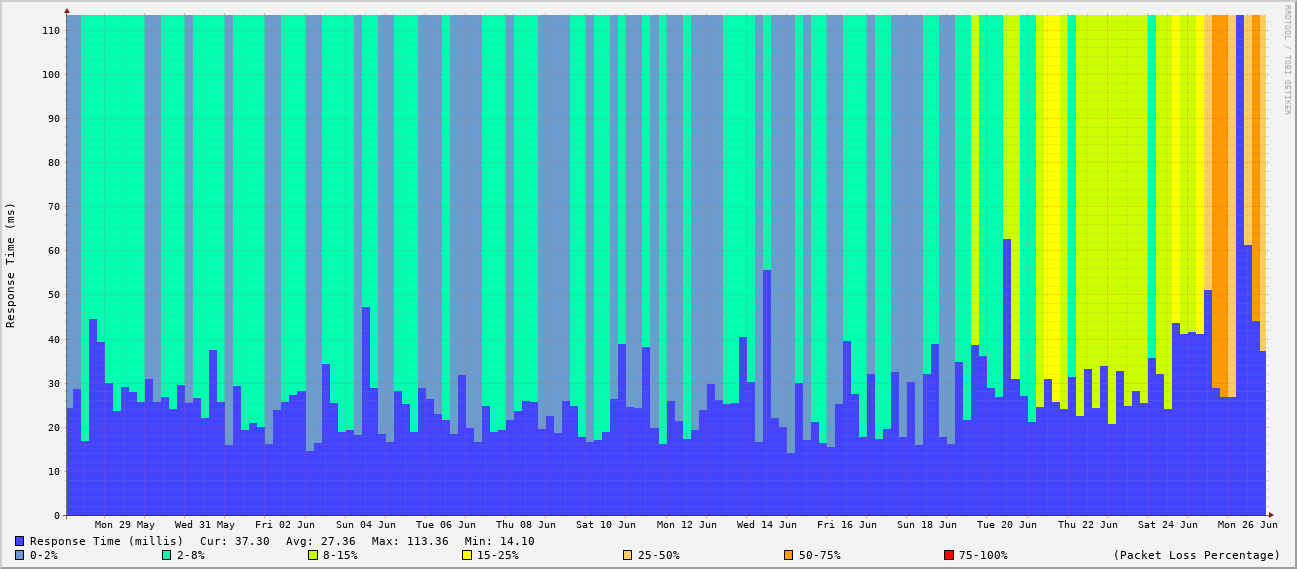 RRDTOOL / TOBI OETIKER
Response Time (ms)
110
100
90
80
70
60
50
40
30
20
10
0
Mon 29 May Wed 31 May Fri 02 Jun Sun 04 Jun Tue 06 Jun Thu 08 Jun Sat 10 Jun Mon 12 Jun Wed 14 Jun Fri 16 Jun Sun 18 Jun Tue 20 Jun Thu 22 Jun Sat 24 Jun Mon 26 Jun
Response Time (millis) Cur: 37.30 Avg: 27.36 Max: 113.36 Min: 14.10
0-2% 2-8% 8-15% 15-25% 25-50% 50-75% 75-100% (Packet Loss Percentage)